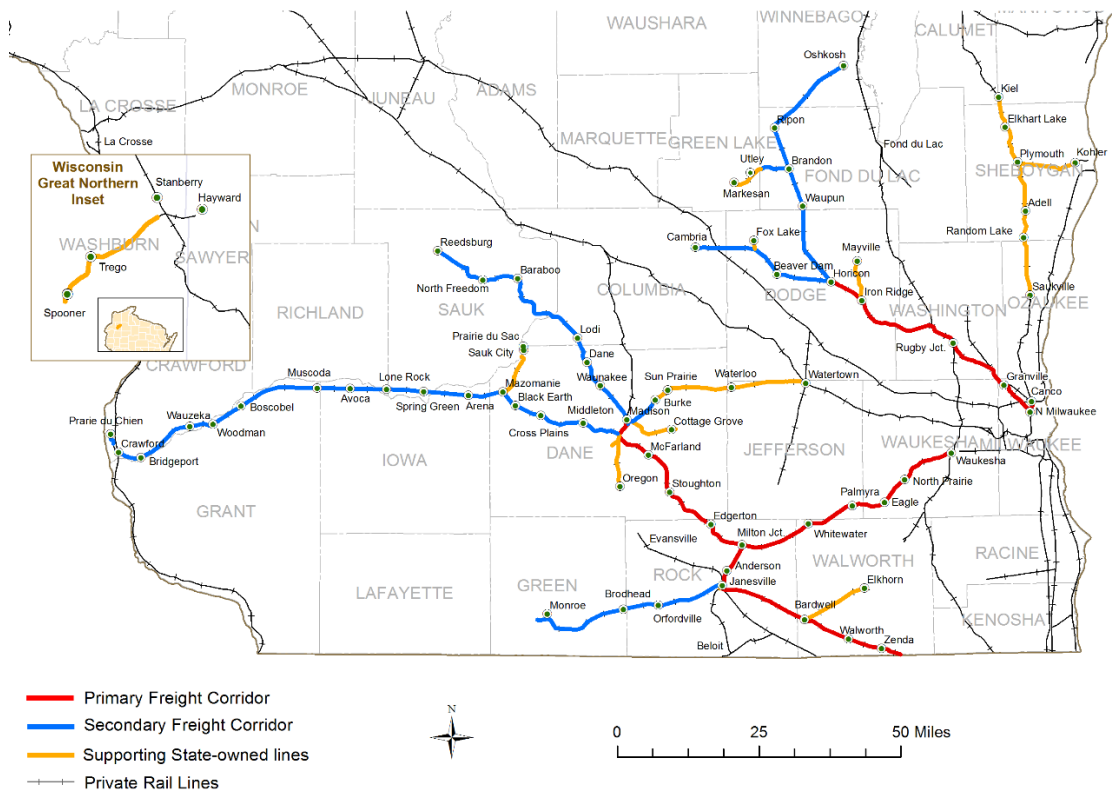 WAUSHARA
WINNEBAGO
CALUMET
MONROE
JUNEAU
ADAMS
Oshkosh
Kiel
LA CROSSE
La Crosse
MARQUETTE
GREEN LAKE
Ripon
Elkhart Lake
Fond du Lac
Plymouth
Kohler
SHEBOYGAN
Utley
Brandon
FOND DU LAC
Markesan
Waupun
Adell
Random Lake
Wisconsin
Great Northern
Inset
Stanberry
Hayward
WASHBURN
SAWYER
Trego
Spooner
Reedsburg
Cambria
Fox Lake
Mayville
North Freedom
Baraboo
Beaver Dam
Horicon
Saukville
COLUMBIA
DODGE
Iron Ridge
OZAUKEE
RICHLAND
SAUK
WASHINGTON
Prairie du Sac
Lodi
Rugby Jct.
Sauk City
Dane
CRAWFORD
Muscoda
Lone Rock
Mazomanie
Waunakee
Sun Prairie
Waterloo
Watertown
Granville
Avoca
Black Earth
Burke
Canco
Boscobel
Spring Green
Arena
Middleton
Madison
N Milwaukee
Prarie du Chien
Wauzeka
Woodman
Cross Plains
Cottage Grove
Crawford
Bridgeport
IOWA
DANE
McFarland
JEFFERSON
WAUKESHA
MILWAUKEE
Waukesha
Oregon
Stoughton
Palmyra
North Prairie
GRANT
Eagle
Edgerton
Whitewater
Evansville
Milton Jct
RACINE
LAFAYETTE
GREEN
ROCK
Anderson
WALWORTH
Elkhorn
Janesville
Monroe
Brodhead
Orfordville
Bardwell
KENOSHA
Beloit
Walworth
Zenda
Primary Freight Corridor
Secondary Freight Corridor
Supporting State-owned lines
Private Rail Lines
N
0 25 50 Miles